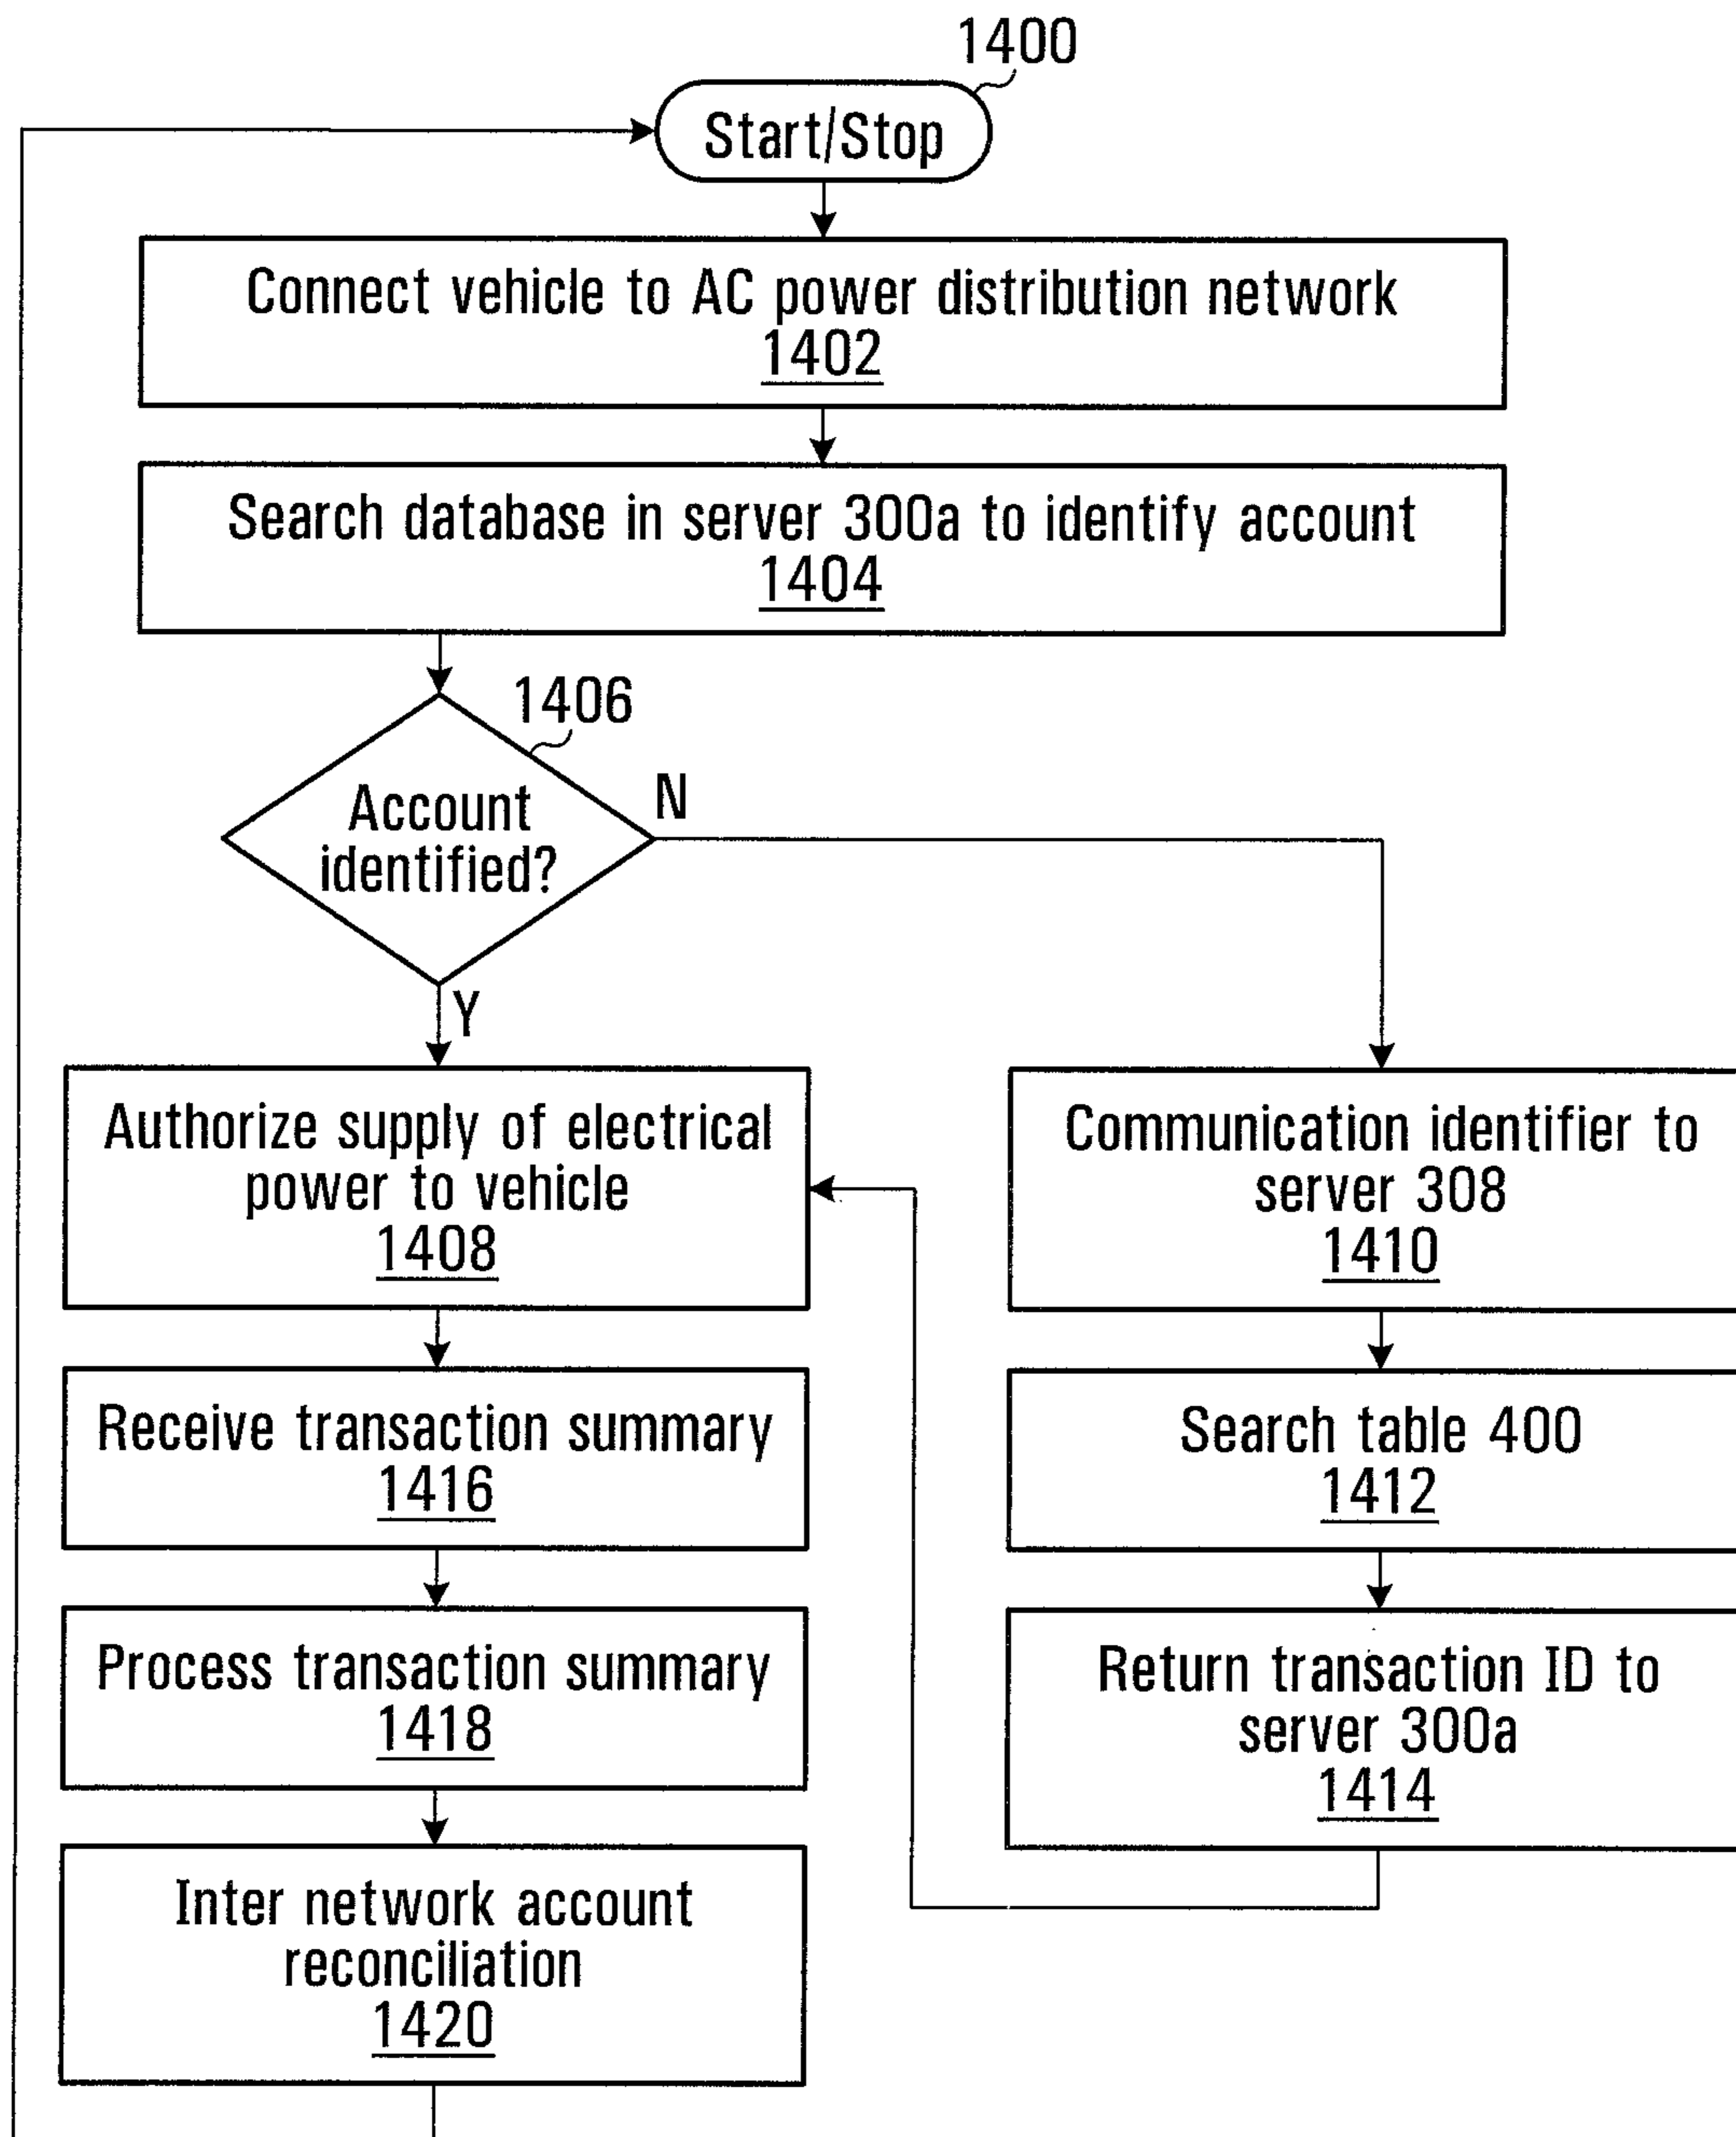 1400
Start/Stop
Connect vehicle to AC power distribution network
1402
Search database in server 300a to identify account
1404
1406
Account
identified?
N
Y
Authorize supply of electrical
power to vehicle
1408
Communication identifier to
server 308
1410
Receive transaction summary
1416
Search table 400
1412
Process transaction summary
1418
Return transaction ID to
server 300a
1414
Inter network account
reconciliation
1420